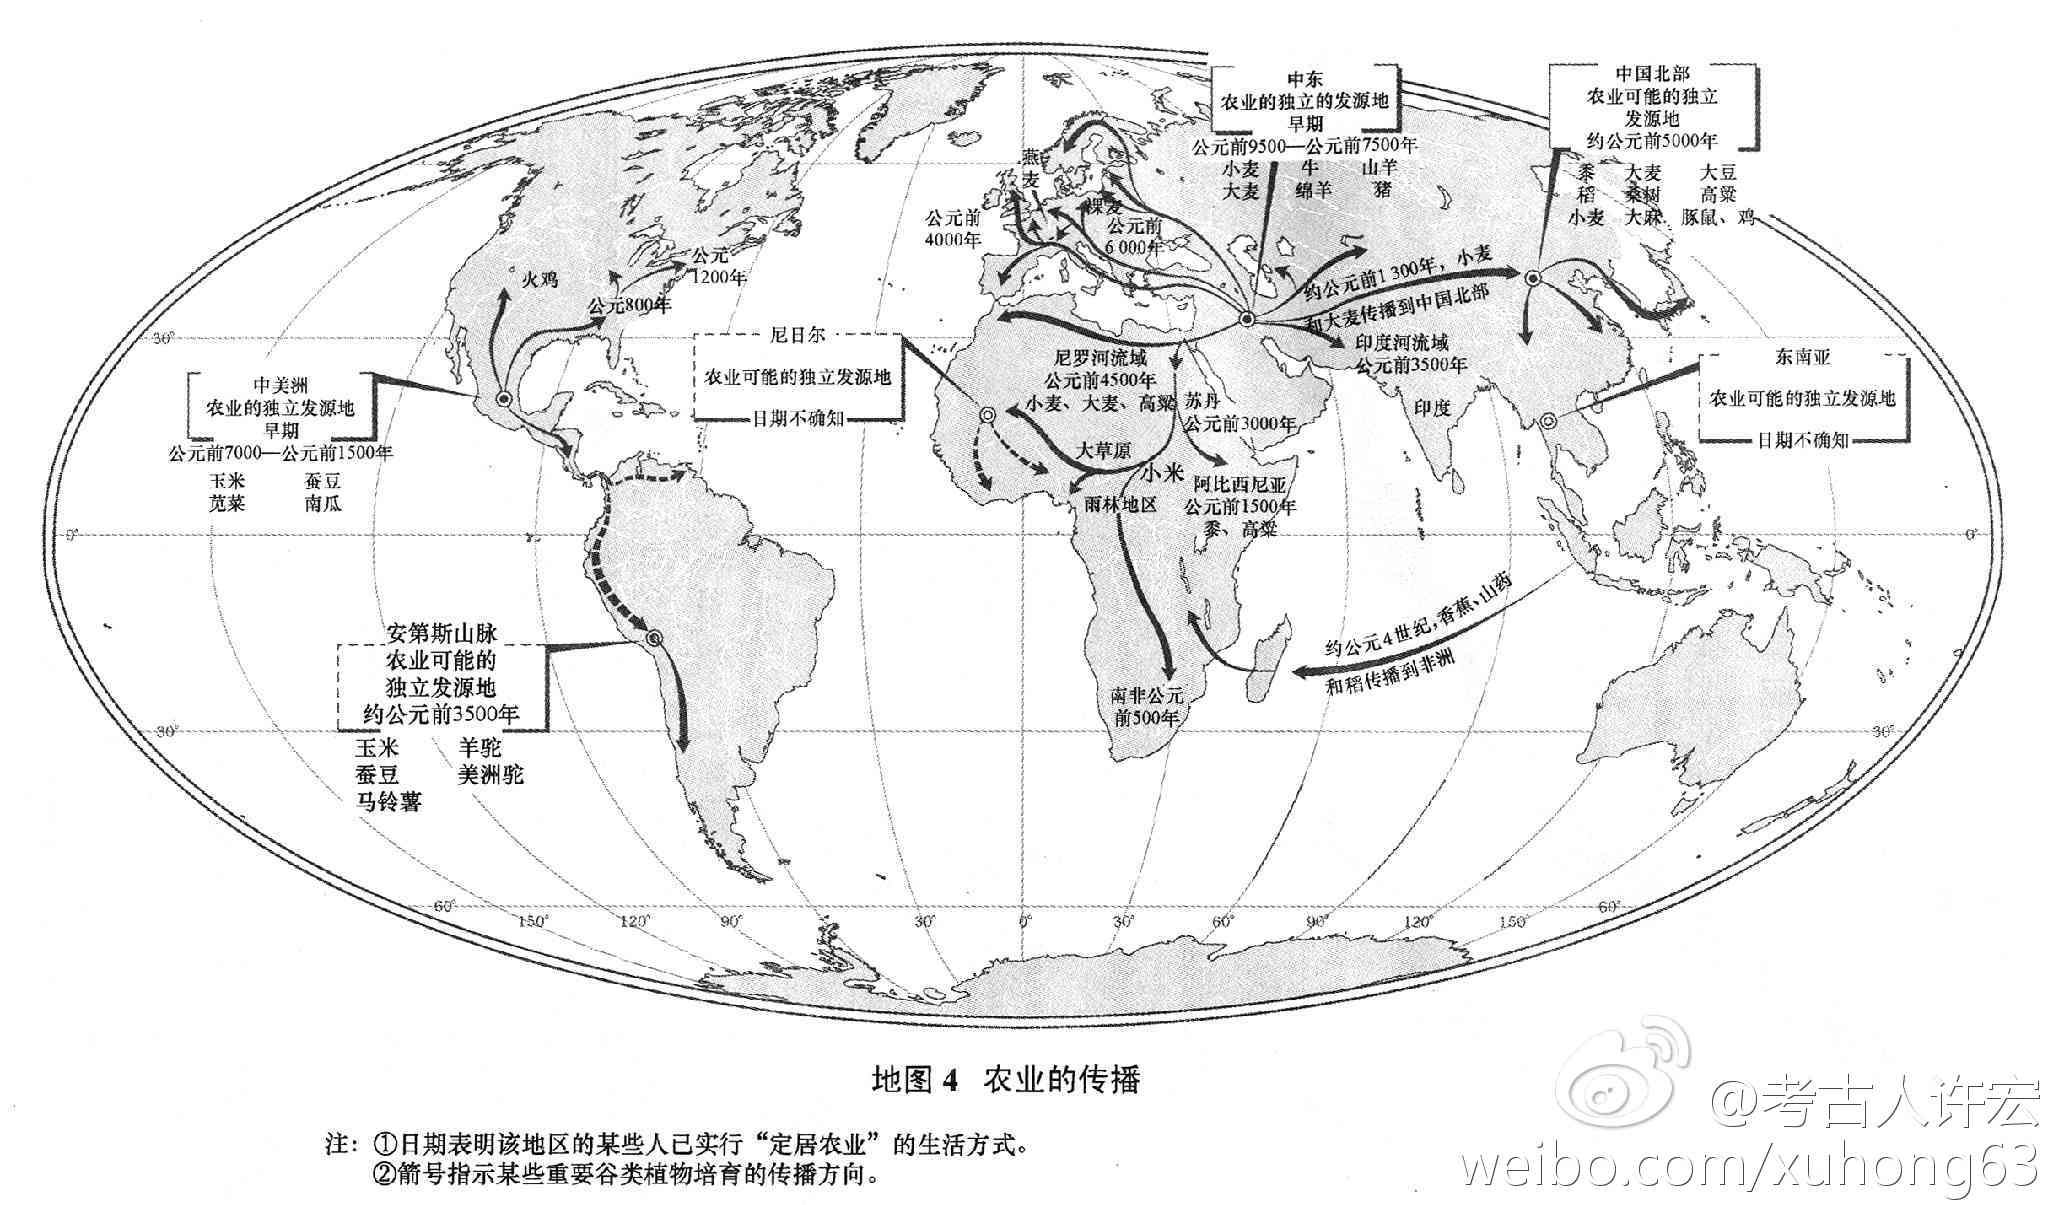 中东
农业的独立的发源地
早期
公元前9500—公元前7500年
小麦 牛 山羊
大麦 绵羊 猪
中国北部
农业可能的独立
发源地
约公元前5000年
黍 大麦 大豆
稻 桑树 高粱
小麦 大麻 豚鼠、鸡
燕
麦
裸麦
公元前
4000年
公元前
6 000年
火鸡
公元
1200年
公元800年
约公元前1 300年，小麦
和大麦传播到中国北部
印度河流域
公元前3500年
印度
尼日尔
农业可能的独立发源地
日期不确知
尼罗河流域
公元前4500年
小麦、大麦、高粱
苏丹
公元前3000年
大草原
小米
雨林地区
阿比西尼亚
公元前1500年
黍、高粱
东南亚
农业可能的独立发源地
日期不确知
中美洲
农业的独立发源地
早期
公元前7000—公元前1500年
玉米 蚕豆
苋菜 南瓜
安第斯山脉
农业可能的
独立发源地
约公元前3500年
玉米 羊驼
蚕豆 美洲驼
马铃薯
约公元4世纪，香蕉、山药
和稻传播到非洲
南非公元
前500年
30°
0° 0°
30° 30°
60° 60°
150° 120° 90° 30° 0° 30° 60° 90° 120° 150°
地图 4 农业的传播
注：①日期表明该地区的某些人已实行“定居农业”的生活方式。
②箭号指示某些重要谷类植物培育的传播方向。
@考古人许宏
weibo.com/xuhong63